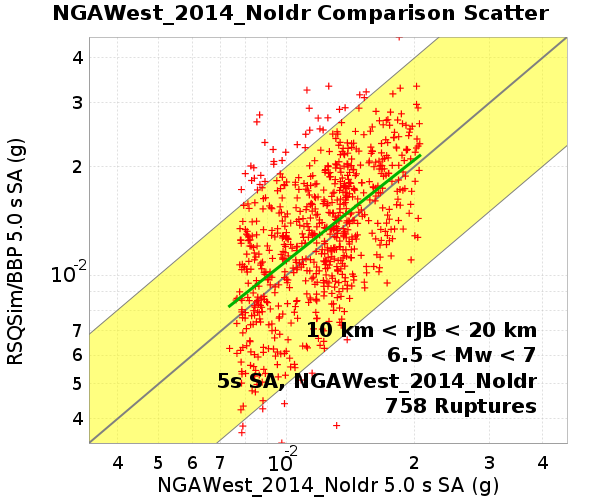 NGAWest_2014_NoIdr Comparison Scatter
RSQSim/BBP 5.0 s SA (g)
4
3
2
10-2
7
6
5
4
10 km < rJB < 20 km
6.5 < Mw < 7
5s SA, NGAWest_2014_NoIdr
758 Ruptures
4 5 6 7 10-2 2 3 4
NGAWest_2014_NoIdr 5.0 s SA (g)